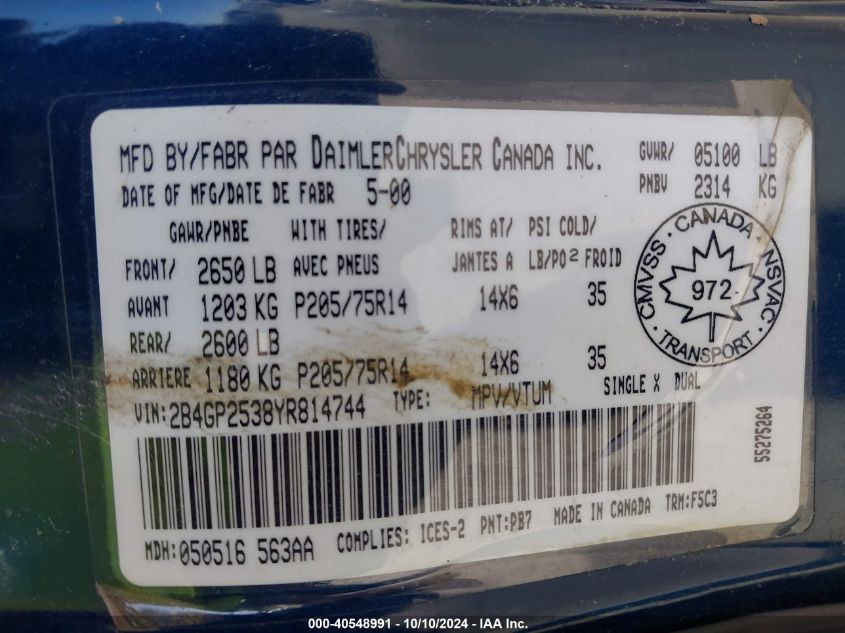 MFD BY/FABR PAR DAIMLERCHRYSLER CANADA INC. GVWR/ 05100 LB
DATE OF MFG/DATE DE FABR 5-00 PNBV 2314 KG
GAWR/PNBE WITH TIRES/ RIMS AT/ PSI COLD/
FRONT/ 2650 LB AVEC PNEUS JANTES A LB/PO² FROID
AVANT 1203 KG P205/75R14 14X6 35
REAR/ 2600 LB
ARRIERE 1180 KG P205/75R14 14X6 35
CMVSS · CANADA · NSVAC · TRANSPORT ·
972
VIN:2B4GP2538YR814744 TYPE: MPV/VTUM SINGLE X DUAL
55275264
MDH:050516 563AA COMPLIES: ICES-2 PNT:PB7 MADE IN CANADA TRM:F5C3
000-40548991 - 10/10/2024 - IAA Inc.